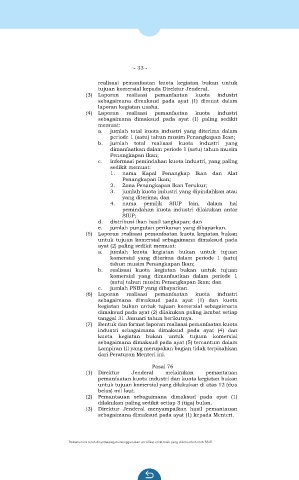 - 33 -
realisasi pemanfaatan kuota kegiatan bukan untuk
tujuan komersial kepada Direktur Jenderal.
(3) Laporan realisasi pemanfaatan kuota industri
sebagaimana dimaksud pada ayat (1) dimuat dalam
laporan kegiatan usaha.
(4) Laporan realisasi pemanfaatan kuota industri
sebagaimana dimaksud pada ayat (1) paling sedikit
memuat:
a. jumlah total kuota industri yang diterima dalam
periode 1 (satu) tahun musim Penangkapan Ikan;
b. jumlah total realisasi kuota industri yang
dimanfaatkan dalam periode 1 (satu) tahun musim
Penangkapan Ikan;
c. informasi pemindahan kuota industri, yang paling
sedikit memuat:
1. nama Kapal Penangkap Ikan dan Alat
Penangkapan Ikan;
2. Zona Penangkapan Ikan Terukur;
3. jumlah kuota industri yang dipindahkan atau
yang diterima; dan
4. nama pemilik SIUP lain, dalam hal
pemindahan kuota industri dilakukan antar
SIUP;
d. distribusi ikan hasil tangkapan; dan
e. jumlah pungutan perikanan yang dibayarkan.
(5) Laporan realisasi pemanfaatan kuota kegiatan bukan
untuk tujuan komersial sebagaimana dimaksud pada
ayat (2) paling sedikit memuat:
a. jumlah kuota kegiatan bukan untuk tujuan
komersial yang diterima dalam periode 1 (satu)
tahun musim Penangkapan Ikan;
b. realisasi kuota kegiatan bukan untuk tujuan
komersial yang dimanfaatkan dalam periode 1
(satu) tahun musim Penangkapan Ikan; dan
c. jumlah PNBP yang dibayarkan.
(6) Laporan realisasi pemanfaatan kuota industri
sebagaimana dimaksud pada ayat (1) dan kuota
kegiatan bukan untuk tujuan komersial sebagaimana
dimaksud pada ayat (2) dilakukan paling lambat setiap
tanggal 31 Januari tahun berikutnya.
(7) Bentuk dan format laporan realisasi pemanfaatan kuota
industri sebagaimana dimaksud pada ayat (4) dan
kuota kegiatan bukan untuk tujuan komersial
sebagaimana dimaksud pada ayat (5) tercantum dalam
Lampiran III yang merupakan bagian tidak terpisahkan
dari Peraturan Menteri ini.
Pasal 76
(1) Direktur Jenderal melakukan pemantauan
pemanfaatan kuota industri dan kuota kegiatan bukan
untuk tujuan komersial yang dilakukan di atas 12 (dua
belas) mil laut.
(2) Pemantauan sebagaimana dimaksud pada ayat (1)
dilakukan paling sedikit setiap 3 (tiga) bulan.
(3) Direktur Jenderal menyampaikan hasil pemantauan
sebagaimana dimaksud pada ayat (1) kepada Menteri.